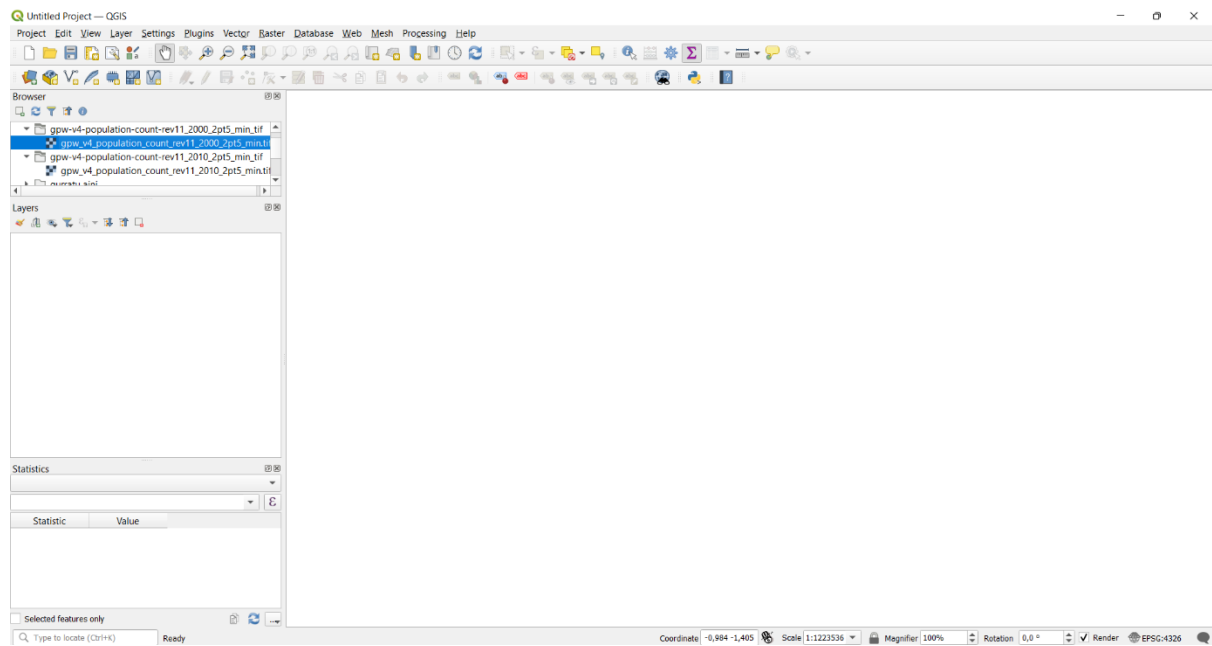 Untitled Project — QGIS
Project Edit View Layer Settings Plugins Vector Raster Database Web Mesh Processing Help
Browser
gpw-v4-population-count-rev11_2000_2pt5_min_tif
gpw_v4_population_count_rev11_2000_2pt5_min.tif
gpw-v4-population-count-rev11_2010_2pt5_min_tif
gpw_v4_population_count_rev11_2010_2pt5_min.tif
Layers
Statistics
Statistic Value
Selected features only
Type to locate (Ctrl+K) Ready Coordinate -0,984 -1,405 Scale 1:1223536 Magnifier 100% Rotation 0,0 ° Render EPSG:4326